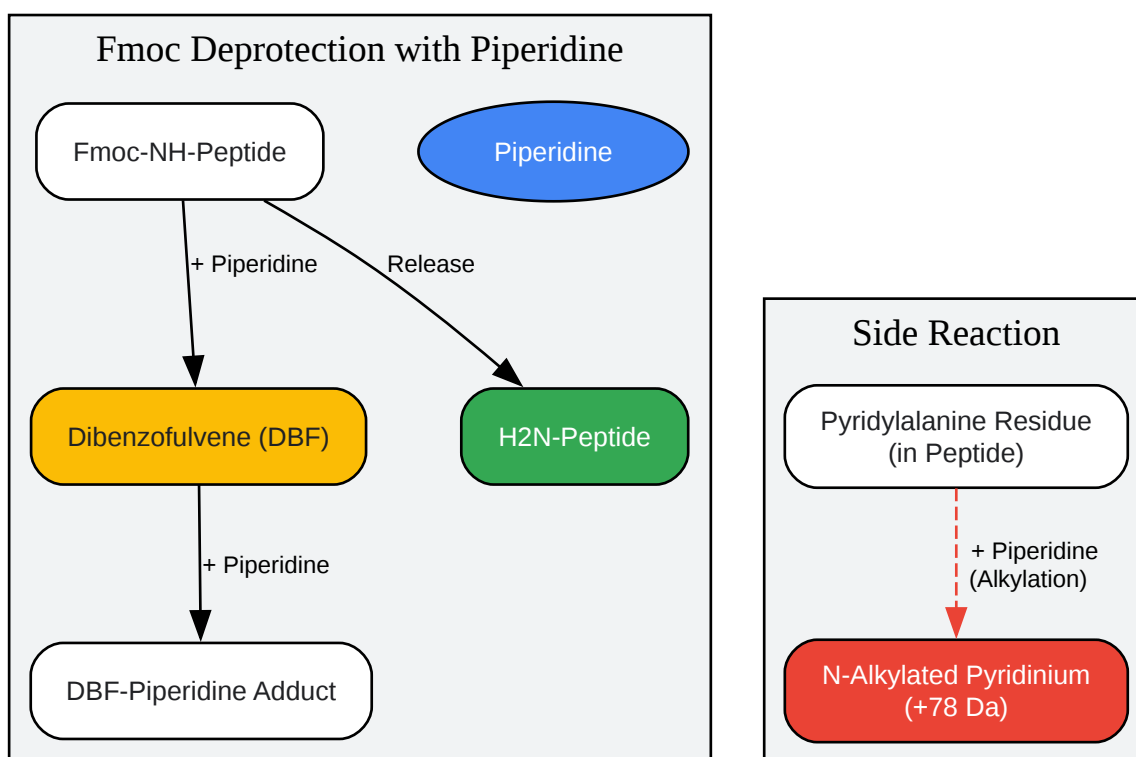 Fmoc Deprotection with Piperidine
Fmoc-NH-Peptide
Piperidine
+ Piperidine
Release
Dibenzofulvene (DBF)
H2N-Peptide
+ Piperidine
DBF-Piperidine Adduct
Side Reaction
Pyridylalanine Residue
(in Peptide)
+ Piperidine
(Alkylation)
N-Alkylated Pyridinium
(+78 Da)